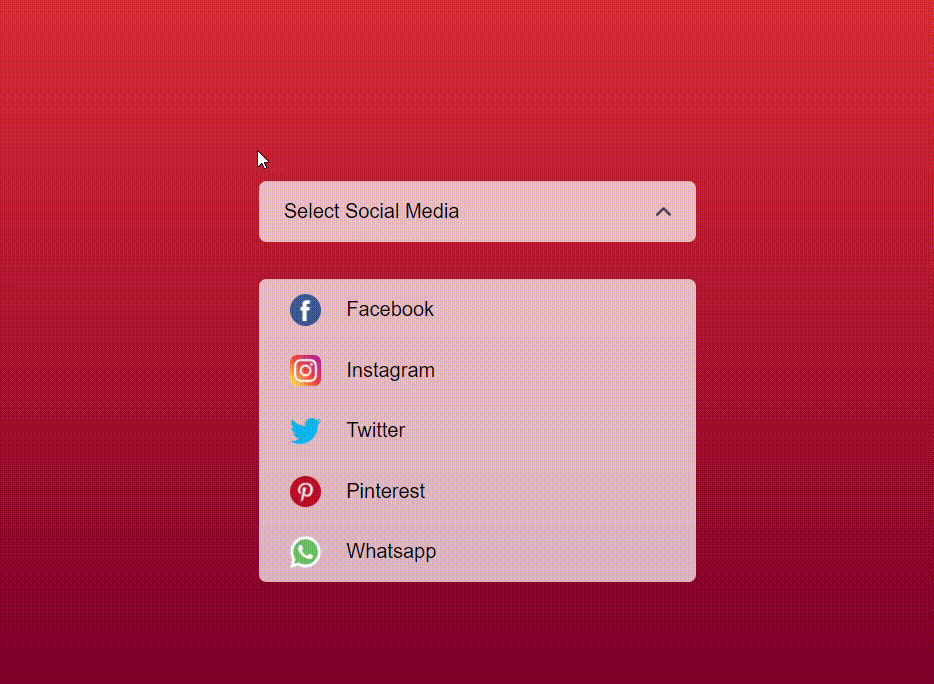 Select Social Media
Facebook
Instagram
Twitter
Pinterest
Whatsapp